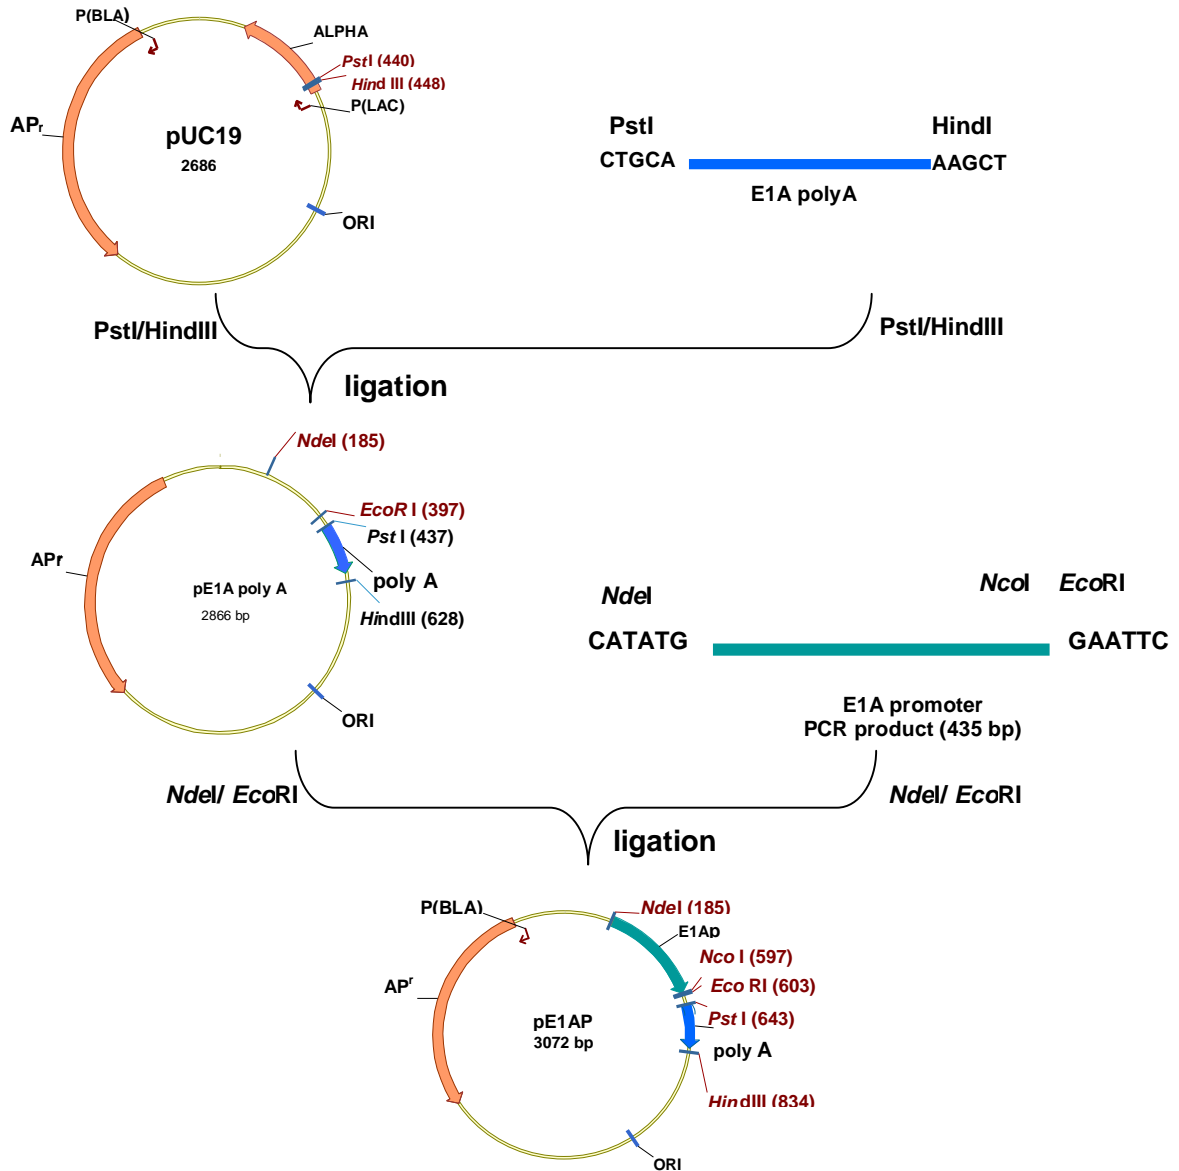 P(BLA)
ALPHA
PstI (440)
Hind III (448)
P(LAC)
APr
pUC19
2686
ORI
PstI
HindI
CTGCA
AAGCT
E1A polyA
PstI/HindIII
PstI/HindIII
ligation
NdeI (185)
EcoR I (397)
Pst I (437)
APr
poly A
pE1A poly A
2866 bp
HindIII (628)
ORI
NdeI
NcoI EcoRI
CATATG
GAATTC
E1A promoter
PCR product (435 bp)
NdeI/ EcoRI
NdeI/ EcoRI
ligation
P(BLA)
NdeI (185)
E1Ap
Nco I (597)
Eco RI (603)
APr
Pst I (643)
pE1AP
3072 bp
poly A
HindIII (834)
ORI